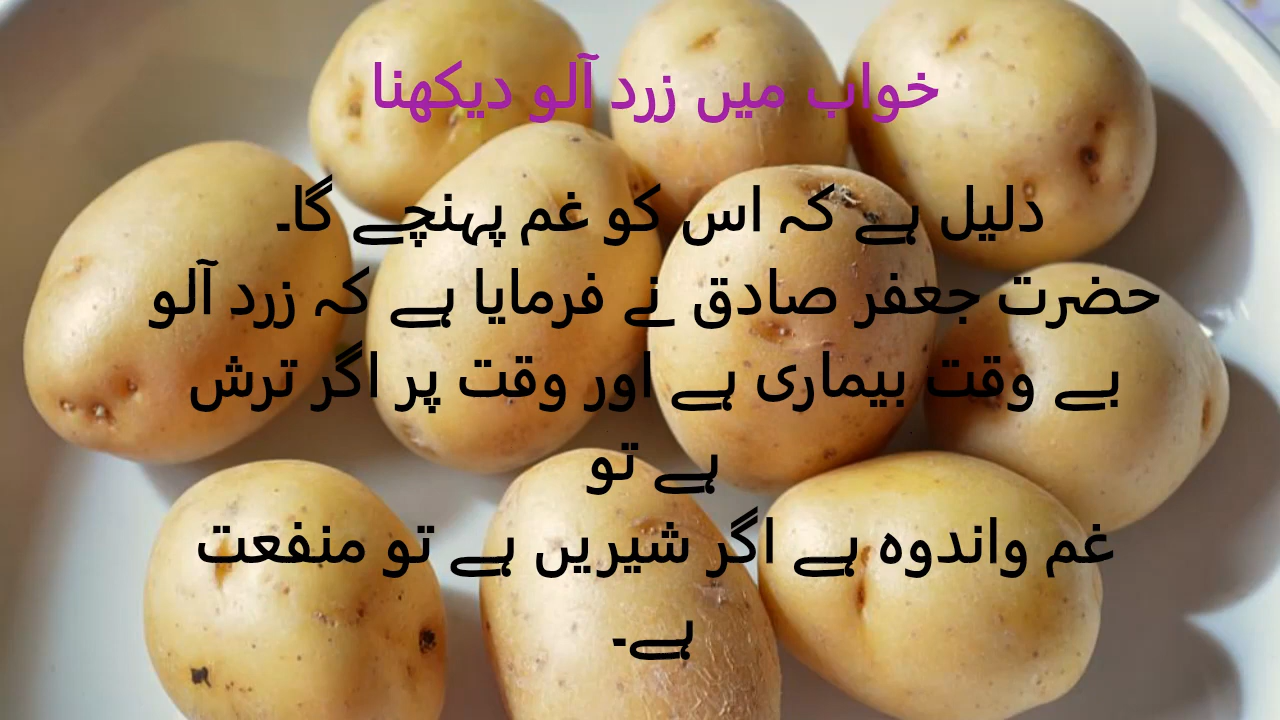 خواب میں زرد آلو دیکھنا
دلیل ہے کہ اس کو غم پہنچے گا۔
حضرت جعفر صادق نے فرمایا ہے کہ زرد آلو
بے وقت بیماری ہے اور وقت پر اگر ترش
ہے تو
غم واندوہ ہے اگر شیریں ہے تو منفعت
ہے۔